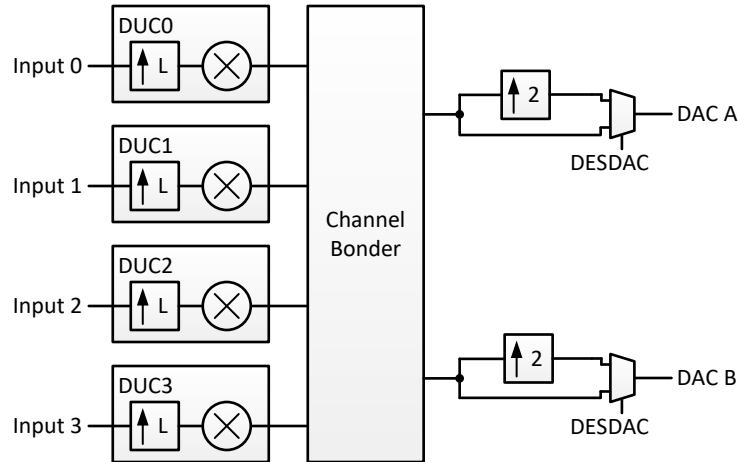 DUC0
Input 0
L
DUC1
Input 1
L
DUC2
Input 2
L
DUC3
Input 3
L
Channel
Bonder
2
DAC A
DESDAC
2
DAC B
DESDAC